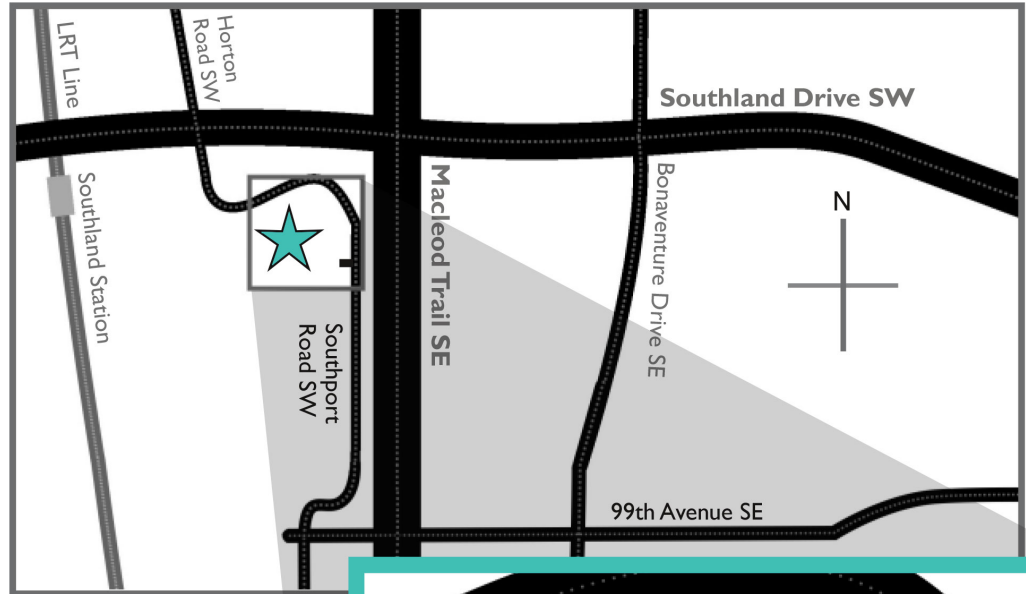 LRT Line
Horton
Road SW
Southland Drive SW
Southland Station
Macleod Trail SE
Bonaventure Drive SE
N
Southport
Road SW
99th Avenue SE